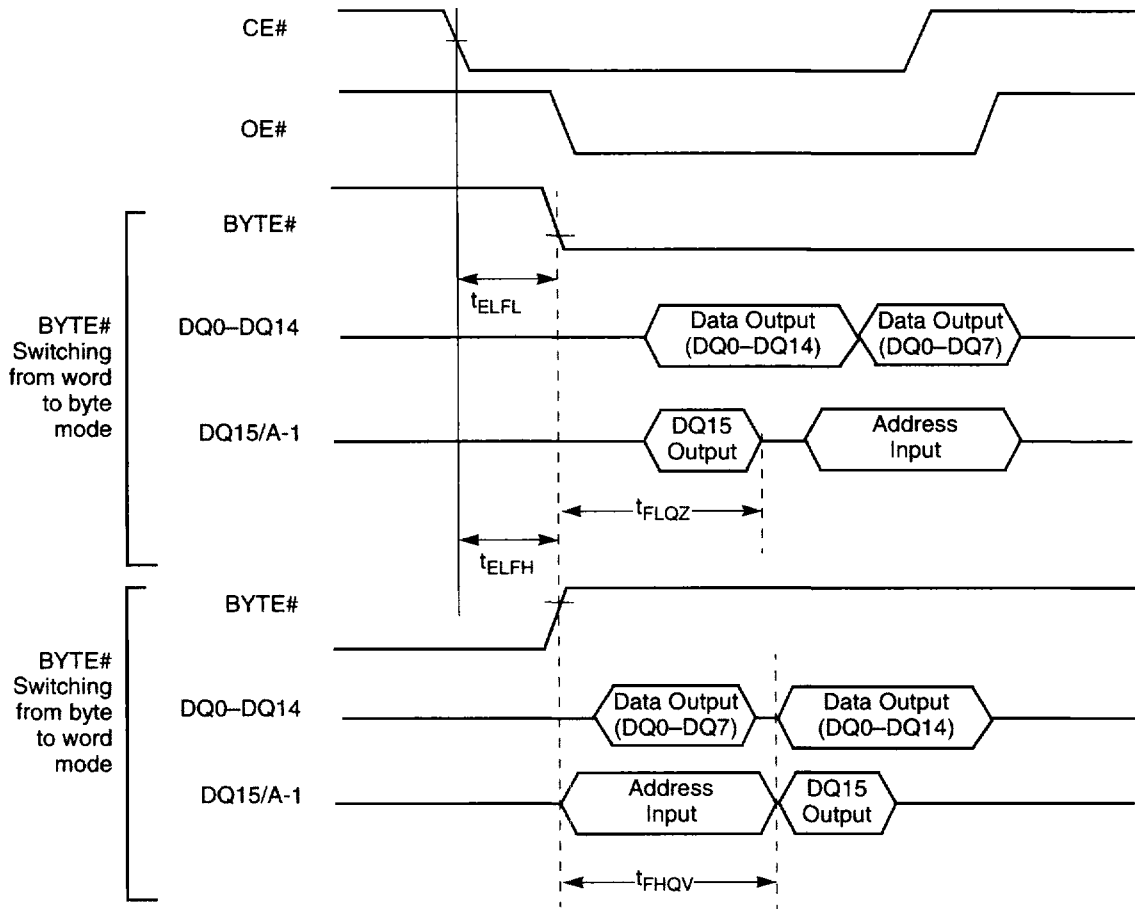 CE#
OE#
BYTE#
tELFL
BYTE#
Switching
from word
to byte
mode
DQ0–DQ14
Data Output
(DQ0–DQ14)
Data Output
(DQ0–DQ7)
DQ15/A-1
DQ15
Output
Address
Input
tFLQZ
tELFH
BYTE#
BYTE#
Switching
from byte
to word
mode
DQ0–DQ14
Data Output
(DQ0–DQ7)
Data Output
(DQ0–DQ14)
DQ15/A-1
Address
Input
DQ15
Output
tFHQV